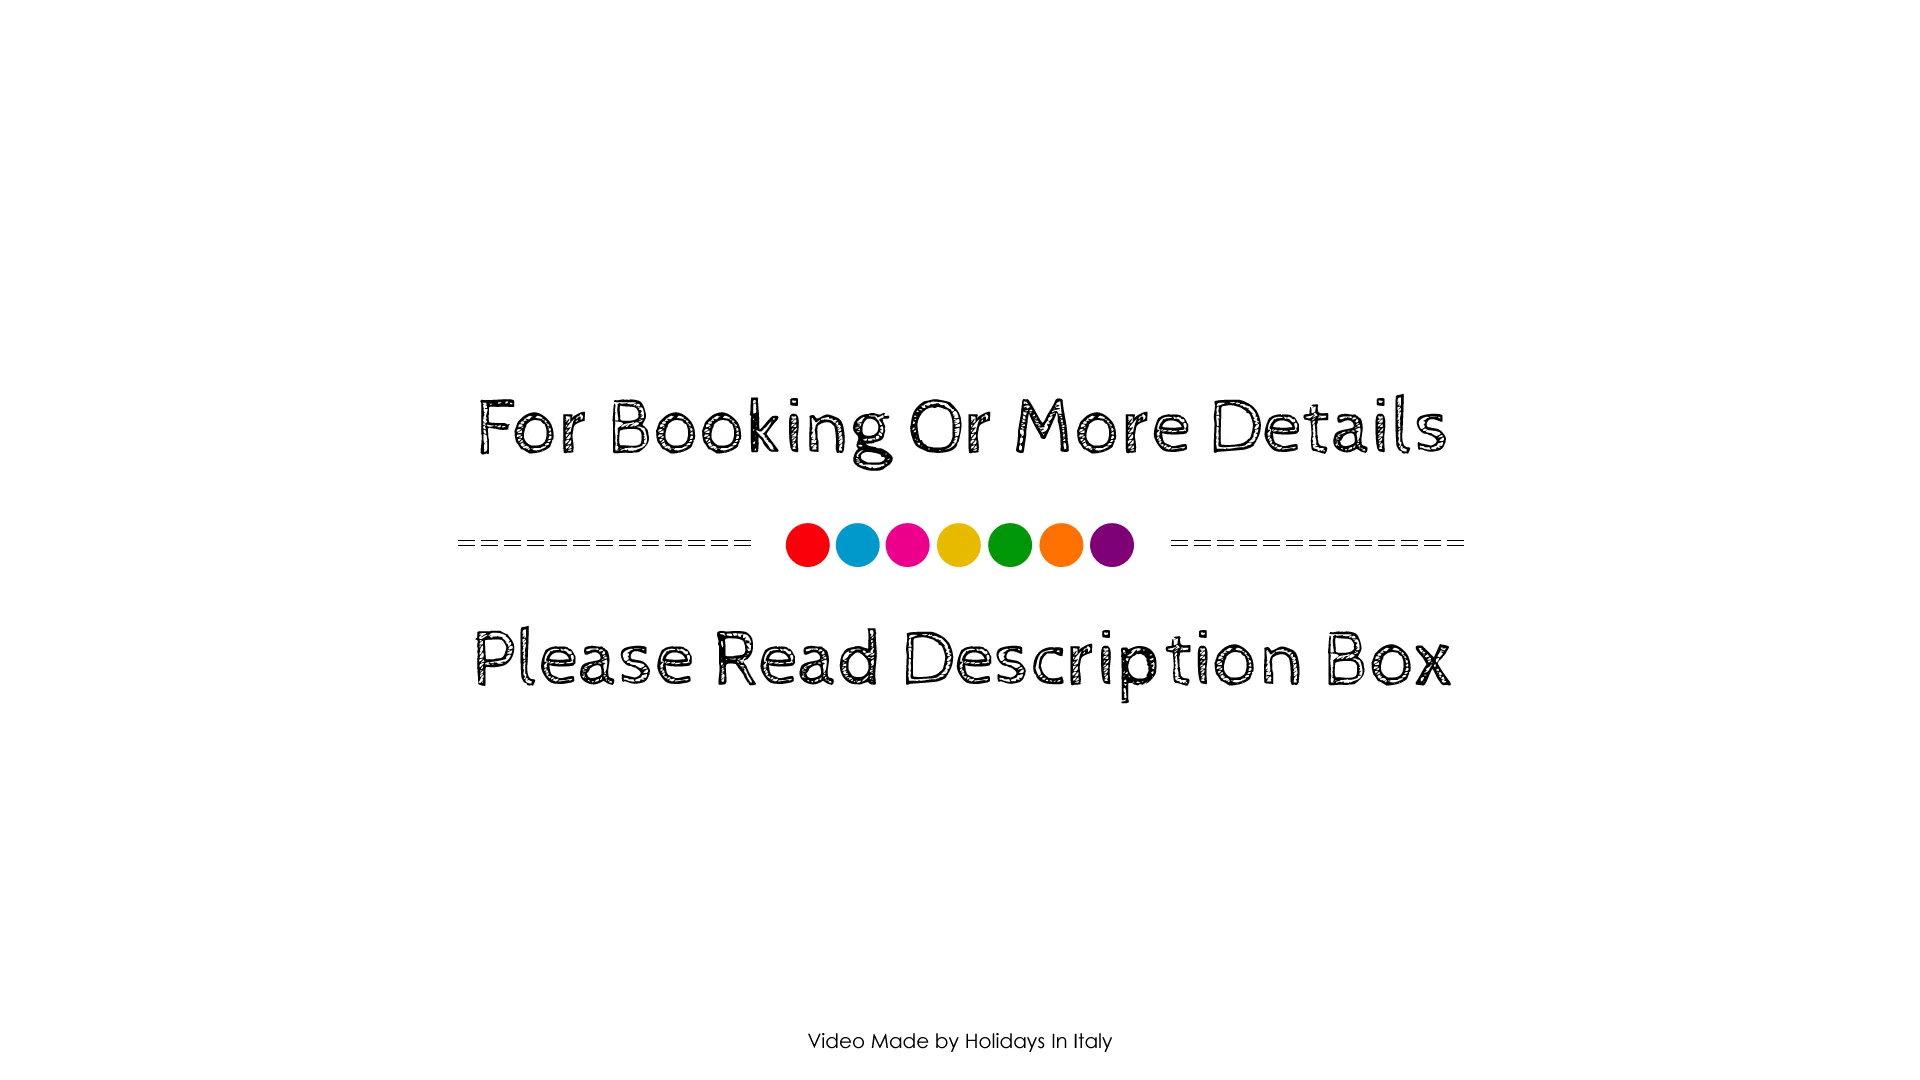 For Booking Or More Details
============= =============
Please Read Description Box
Video Made by Holidays In Italy